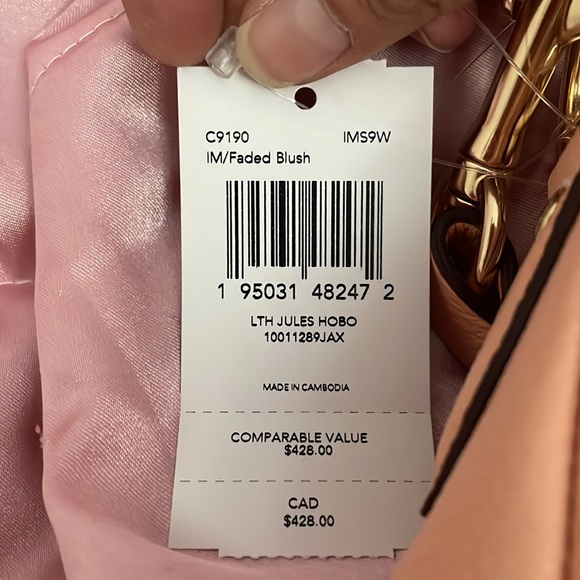 C9190 IMS9W
IM/Faded Blush
1 95031 48247 2
LTH JULES HOBO
10011289JAX
MADE IN CAMBODIA
COMPARABLE VALUE
$428.00
CAD
$428.00